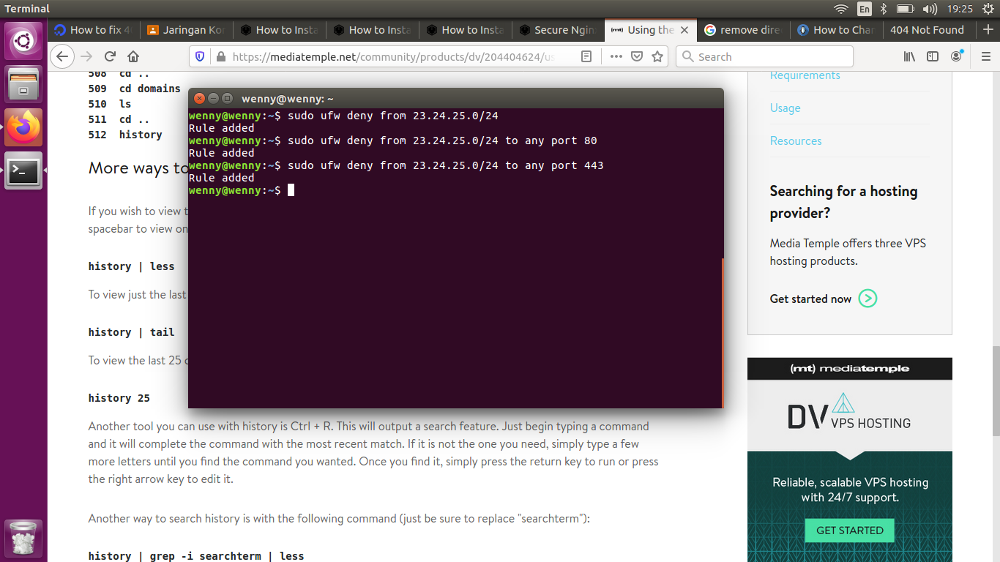 Terminal
En
19:25
How to fix 4
Jaringan Kor
How to Insta
How to Insta
How to Insta
Secure Ngin
(mt) Using the
remove dire
How to Char
404 Not Found
https://mediatemple.net/community/products/dv/204404624/us
Search
508 cd ..
509 cd domains
510 ls
511 cd ..
512 history
More ways to
If you wish to view t
spacebar to view on
history | less
To view just the last
history | tail
To view the last 25 c
history 25
Another tool you can use with history is Ctrl + R. This will output a search feature. Just begin typing a command
and it will complete the command with the most recent match. If it is not the one you need, simply type a few
more letters until you find the command you wanted. Once you find it, simply press the return key to run or press
the right arrow key to edit it.
Another way to search history is with the following command (just be sure to replace "searchterm"):
history | grep -i searchterm | less
wenny@wenny: ~
wenny@wenny:~$ sudo ufw deny from 23.24.25.0/24
Rule added
wenny@wenny:~$ sudo ufw deny from 23.24.25.0/24 to any port 80
Rule added
wenny@wenny:~$ sudo ufw deny from 23.24.25.0/24 to any port 443
Rule added
wenny@wenny:~$
Requirements
Usage
Resources
Searching for a hosting
provider?
Media Temple offers three VPS
hosting products.
Get started now
(mt) mediatemple
DV VPS HOSTING
Reliable, scalable VPS hosting
with 24/7 support.
GET STARTED